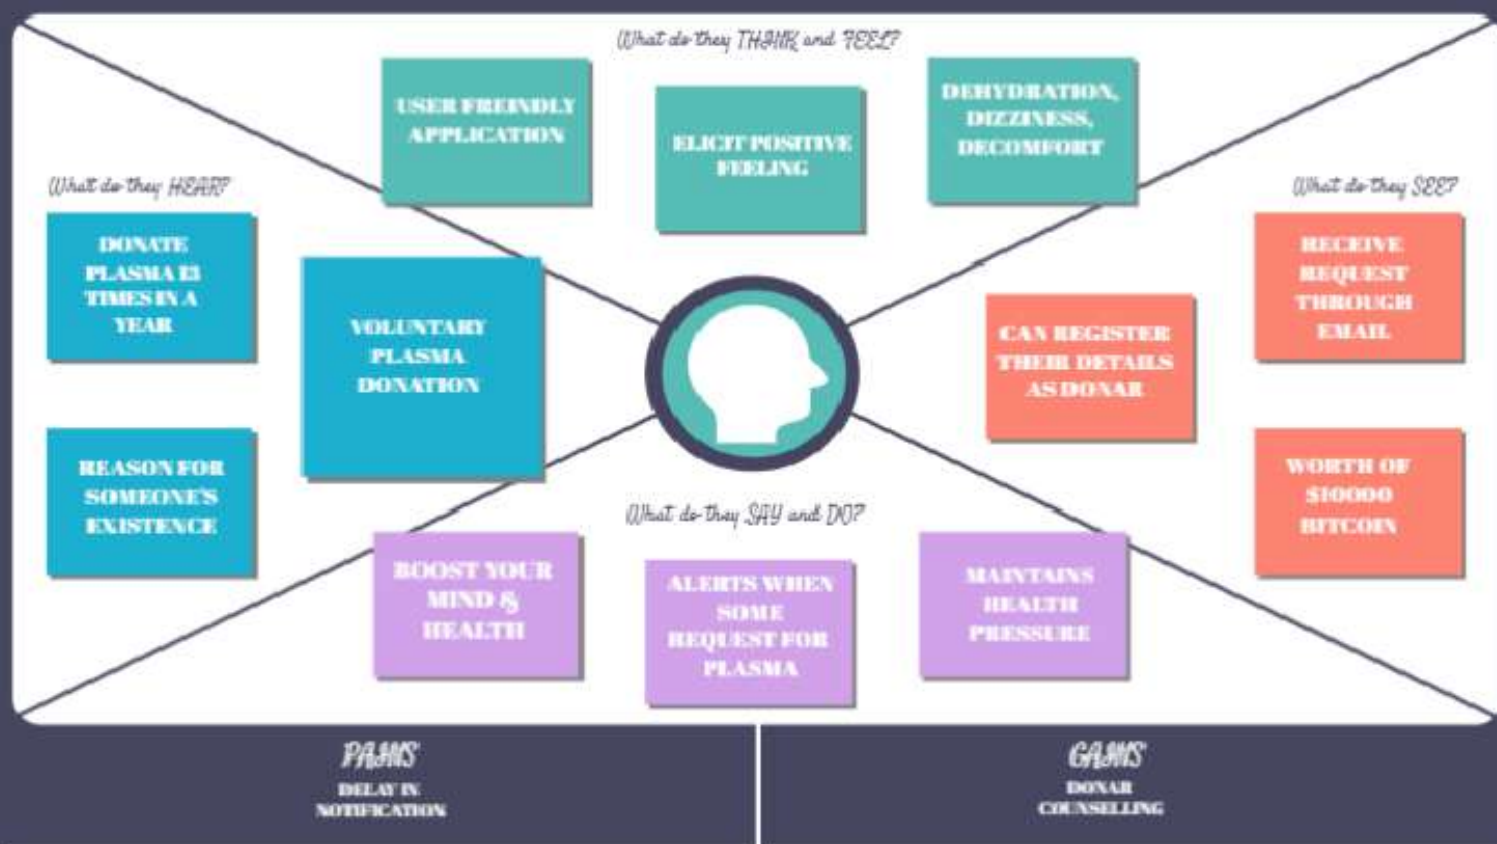 What do they THINK and FEEL?
USER FREINDLY
APPLICATION
ELICIT POSITIVE
FEELING
DEHYDRATION,
DIZZINESS,
DECOMFORT
What do they HEAR?
DONATE
PLASMA 13
TIMES IN A
YEAR
VOLUNTARY
PLASMA
DONATION
REASON FOR
SOMEONE'S
EXISTENCE
What do they SEE?
RECEIVE
REQUEST
THROUGH
EMAIL
CAN REGISTER
THEIR DETAILS
AS DONAR
WORTH OF
$10000
BITCOIN
What do they SAY and DO?
BOOST YOUR
MIND &
HEALTH
ALERTS WHEN
SOME
REQUEST FOR
PLASMA
MAINTAINS
HEALTH
PRESSURE
PAINS
DELAY IN
NOTIFICATION
GAINS
DONAR
COUNSELLING